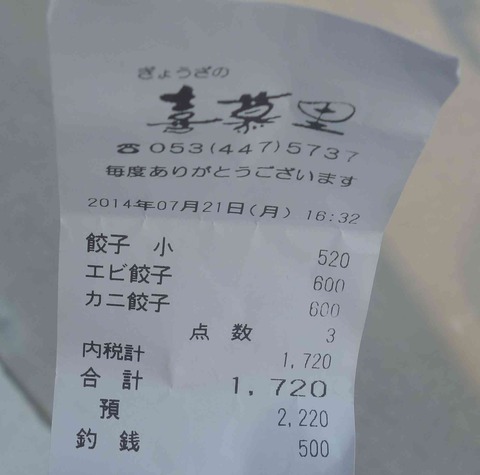 ぎょうざの
喜慕里
☎053(447)5737
毎度ありがとうございます
2014年07月21日(月) 16:32
餃子 小 520
エビ餃子 600
カニ餃子 600
点数 3
内税計 1,720
合計 1,720
預 2,220
釣銭 500